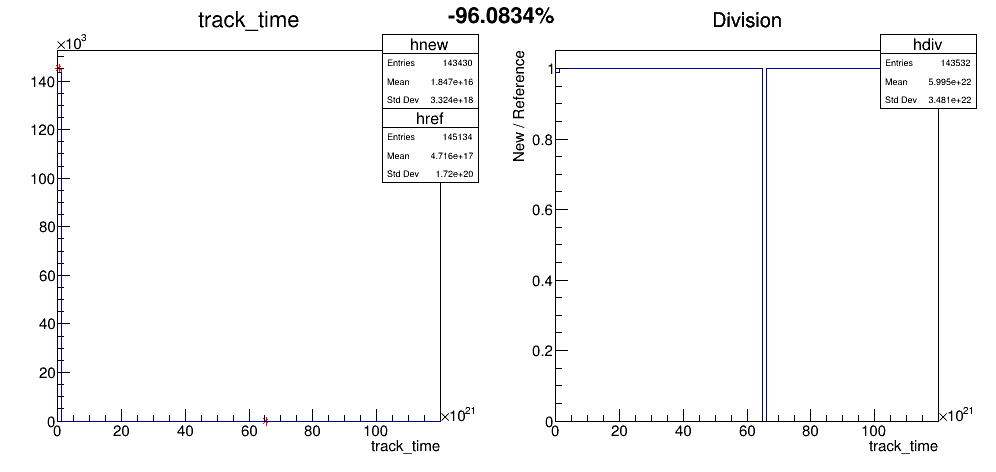 -96.0834%
track_time
×10³
hnew
Entries 143430
Mean 1.847e+16
Std Dev 3.324e+18
href
Entries 145134
Mean 4.716e+17
Std Dev 1.72e+20
140
120
100
80
60
40
20
0
0 20 40 60 80 100
×10²¹
track_time
Division
New / Reference
hdiv
Entries 143532
Mean 5.995e+22
Std Dev 3.481e+22
1
0.8
0.6
0.4
0.2
0
0 20 40 60 80 100
×10²¹
track_time